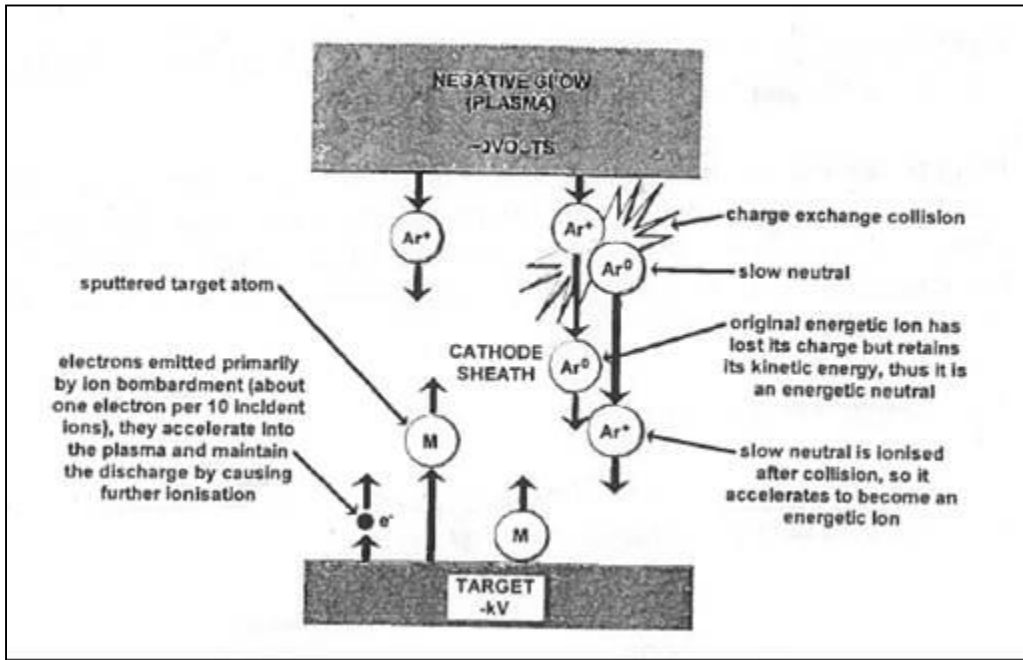 NEGATIVE GLOW
(PLASMA)
~0VOLTS
Ar+
Ar+
charge exchange collision
Ar0
slow neutral
sputtered target atom
original energetic Ion has
lost its charge but retains
its kinetic energy, thus it is
an energetic neutral
CATHODE
SHEATH
Ar0
electrons emitted primarily
by ion bombardment (about
one electron per 10 incident
ions), they accelerate into
the plasma and maintain
the discharge by causing
further ionisation
M
Ar+
slow neutral is ionised
after collision, so it
accelerates to become an
energetic Ion
e-
M
TARGET
-kV